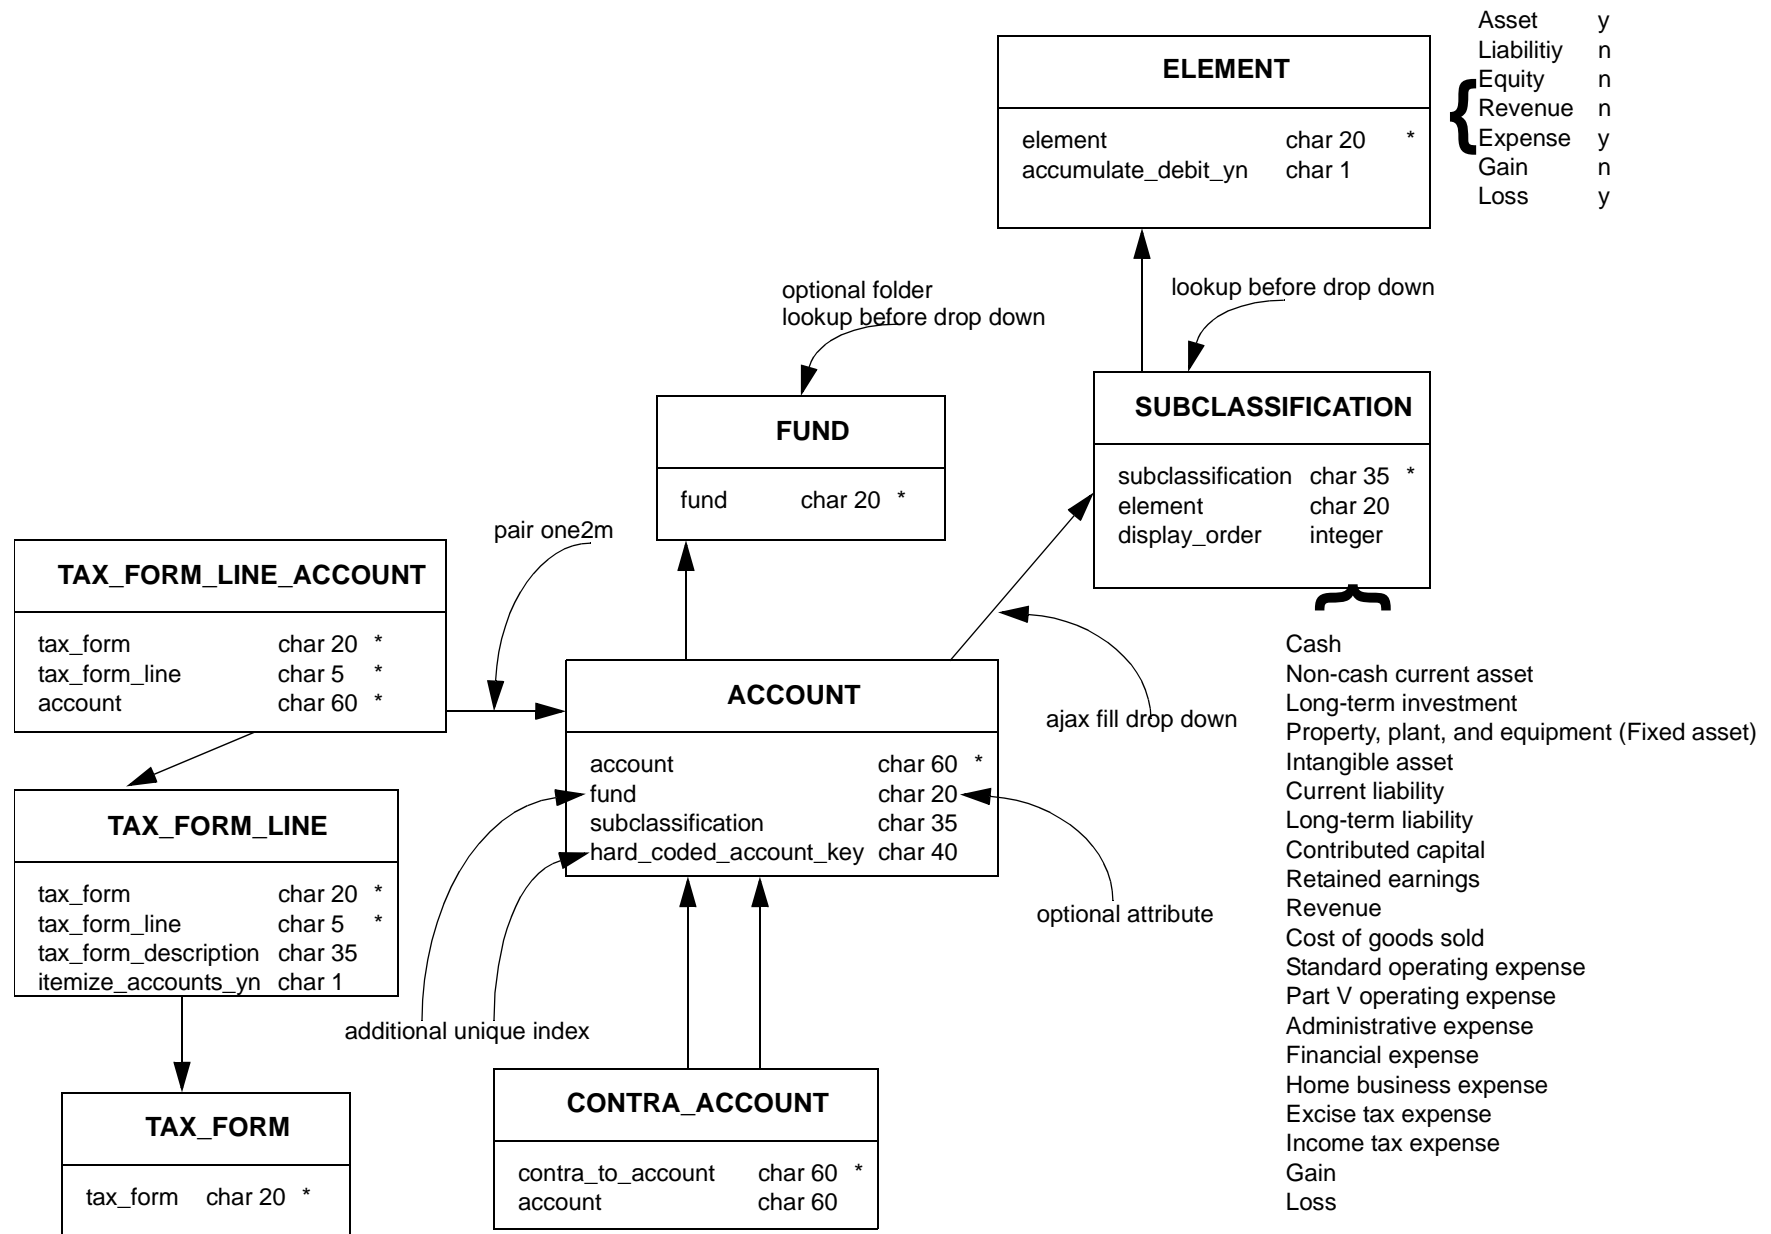 Asset y
Liabilitiy n
Equity n
Revenue n
Expense y
Gain n
Loss y
ELEMENT
element char 20 *
accumulate_debit_yn char 1
optional folder
lookup before drop down
lookup before drop down
FUND
fund char 20 *
SUBCLASSIFICATION
subclassification char 35 *
element char 20
display_order integer
pair one2m
TAX_FORM_LINE_ACCOUNT
tax_form char 20 *
tax_form_line char 5 *
account char 60 *
ACCOUNT
account char 60 *
fund char 20
subclassification char 35
hard_coded_account_key char 40
ajax fill drop down
optional attribute
additional unique index
TAX_FORM_LINE
tax_form char 20 *
tax_form_line char 5 *
tax_form_description char 35
itemize_accounts_yn char 1
TAX_FORM
tax_form char 20 *
CONTRA_ACCOUNT
contra_to_account char 60 *
account char 60
Cash
Non-cash current asset
Long-term investment
Property, plant, and equipment (Fixed asset)
Intangible asset
Current liability
Long-term liability
Contributed capital
Retained earnings
Revenue
Cost of goods sold
Standard operating expense
Part V operating expense
Administrative expense
Financial expense
Home business expense
Excise tax expense
Income tax expense
Gain
Loss